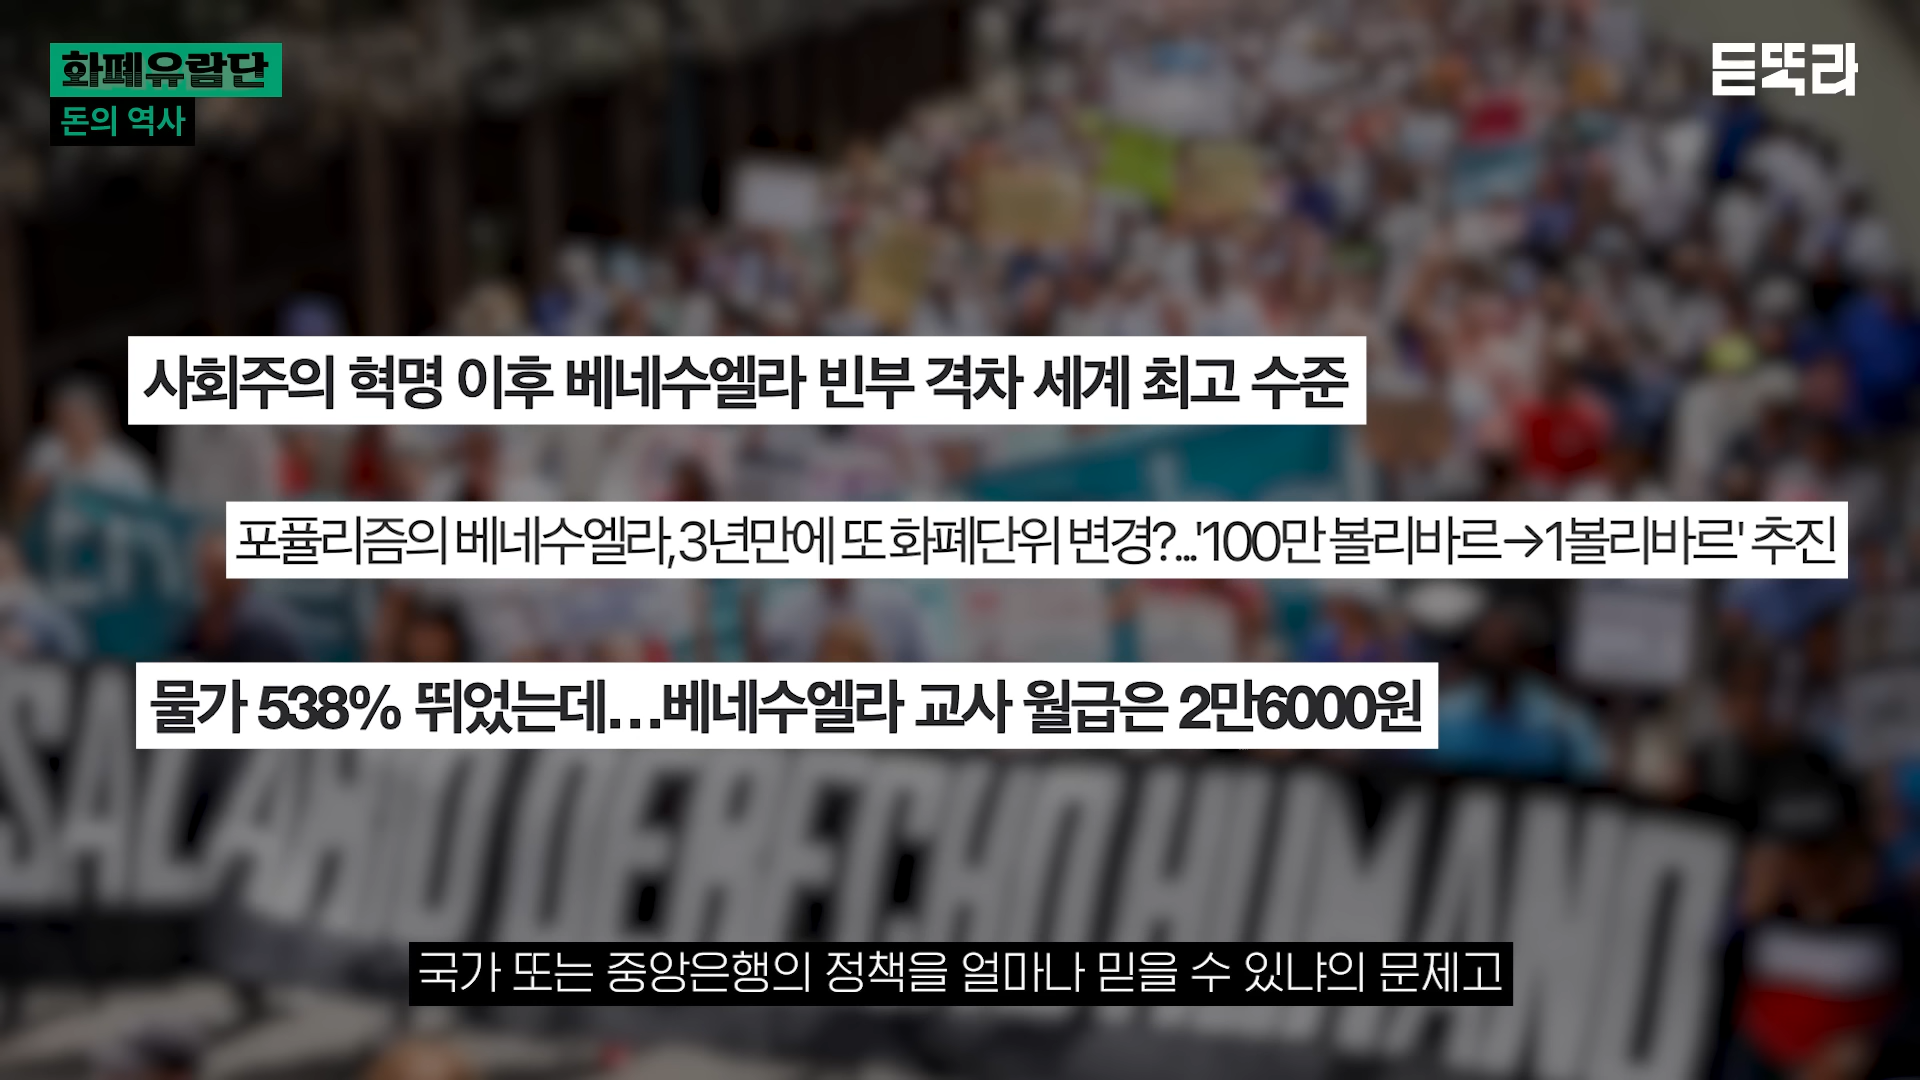 화폐유람단
듣똑라
돈의 역사
사회주의 혁명 이후 베네수엘라 빈부 격차 세계 최고 수준
포퓰리즘의 베네수엘라, 3년만에 또 화폐단위 변경?...'100만 볼리바르→1볼리바르' 추진
물가 538% 뛰었는데...베네수엘라 교사 월급은 2만6000원
SALARIO DERECHO HUMANO
국가 또는 중앙은행의 정책을 얼마나 믿을 수 있냐의 문제고